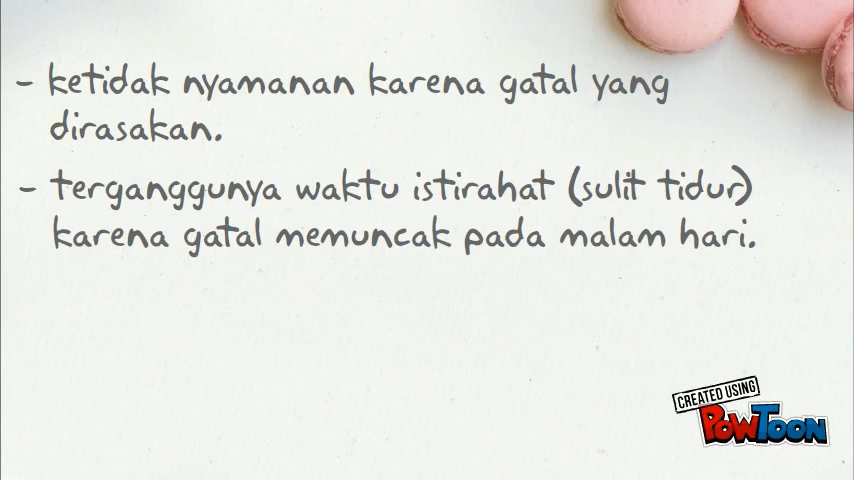 - ketidak nyamanan karena gatal yang
dirasakan.
- terganggunya waktu istirahat (sulit tidur)
karena gatal memuncak pada malam hari.
CREATED USING
POWTOON